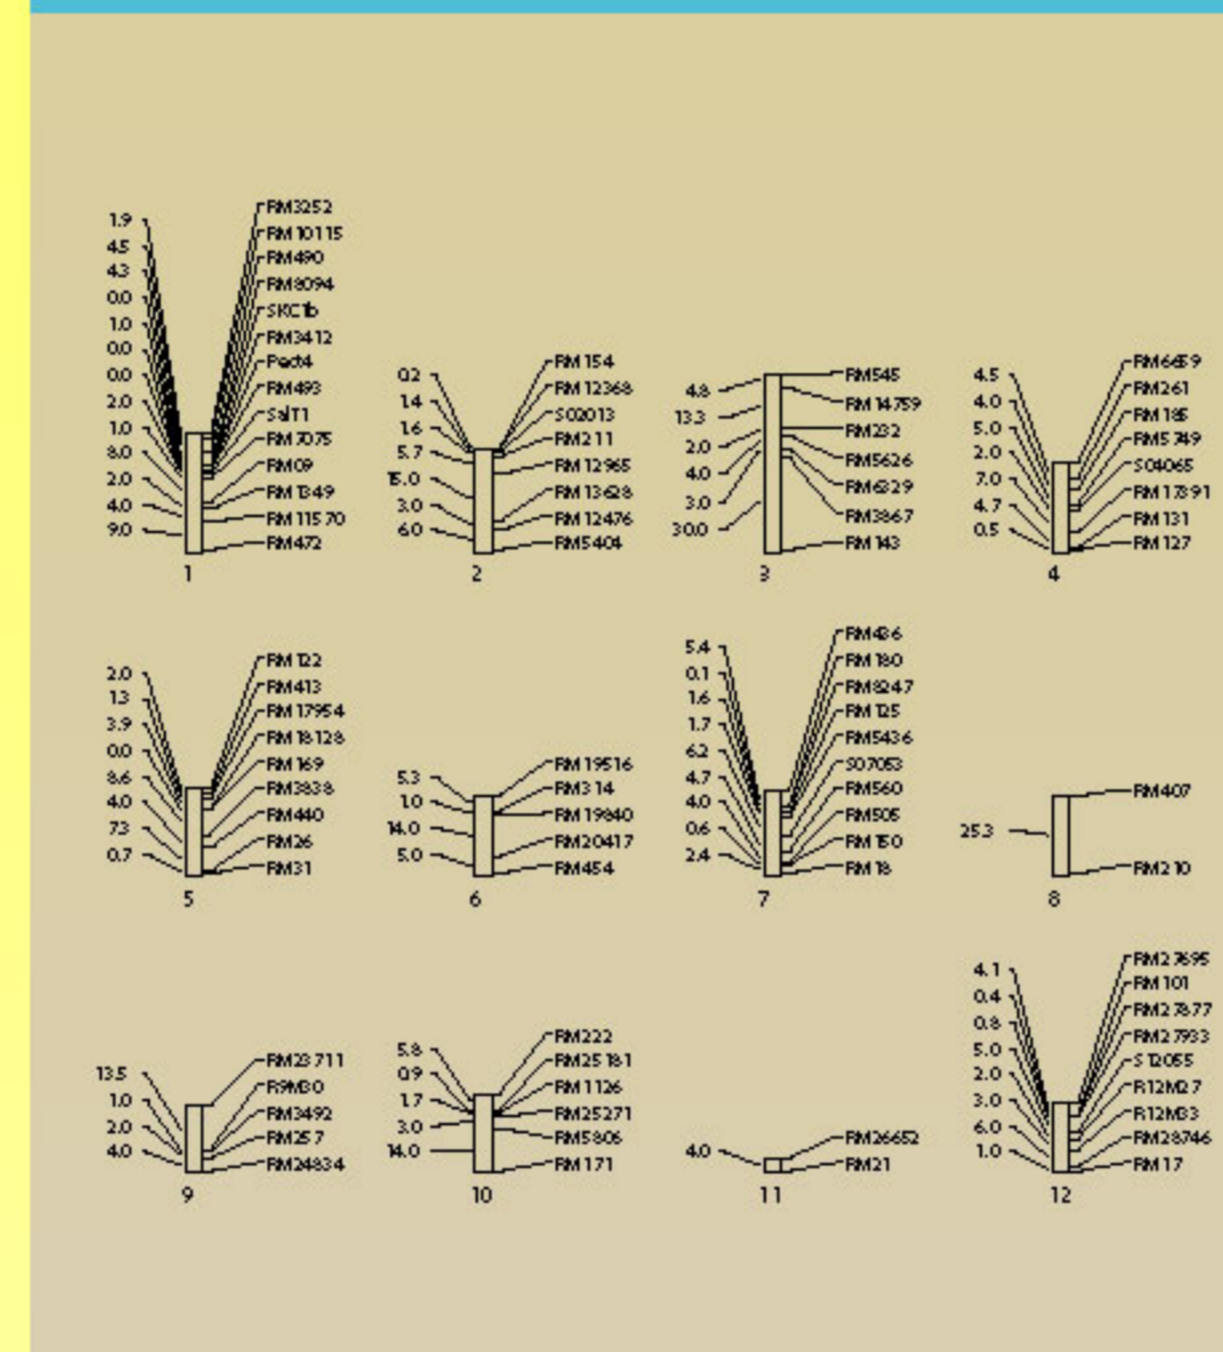 1.9
4.5
4.3
0.0
1.0
0.0
0.0
2.0
1.0
8.0
2.0
4.0
9.0
RM3252
RM10115
RM490
RM8094
SKC1b
RM3412
Pect4
RM493
SalT1
RM7075
RM09
RM1349
RM11570
RM472
1
0.2
1.4
1.6
5.7
15.0
3.0
6.0
RM154
RM12368
S02013
RM211
RM12965
RM13628
RM12476
RM5404
2
4.8
13.3
2.0
4.0
3.0
30.0
RM545
RM14759
RM232
RM5626
RM6329
RM3867
RM143
3
4.5
4.0
5.0
2.0
7.0
4.7
0.5
RM6659
RM261
RM185
RM5749
S04065
RM17391
RM131
RM127
4
2.0
1.3
3.9
0.0
8.6
4.0
7.3
0.7
RM122
RM413
RM17954
RM18128
RM169
RM3838
RM440
RM26
RM31
5
5.3
1.0
14.0
5.0
RM19516
RM314
RM19840
RM20417
RM454
6
5.4
0.1
1.6
1.7
6.2
4.7
4.0
0.6
2.4
RM436
RM180
RM8247
RM125
RM5436
S07053
RM560
RM505
RM150
RM18
7
25.3
RM407
RM210
8
13.5
1.0
2.0
4.0
RM23711
R9M30
RM3492
RM257
RM24834
9
5.8
0.9
1.7
3.0
14.0
RM222
RM25181
RM1126
RM25271
RM5806
RM171
10
4.0
RM26652
RM21
11
4.1
0.4
0.8
5.0
2.0
3.0
6.0
1.0
RM27695
RM101
RM27877
RM27933
S12055
R12M27
R12M33
RM28746
RM17
12